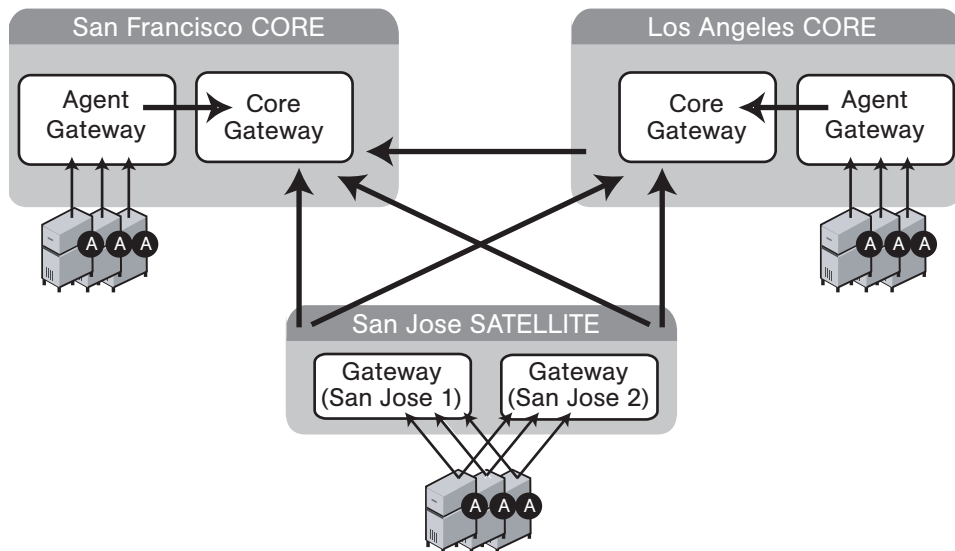 San Francisco CORE
Los Angeles CORE
Agent
Gateway
Core
Gateway
Core
Gateway
Agent
Gateway
A A A
A A A
San Jose SATELLITE
Gateway
(San Jose 1)
Gateway
(San Jose 2)
A A A